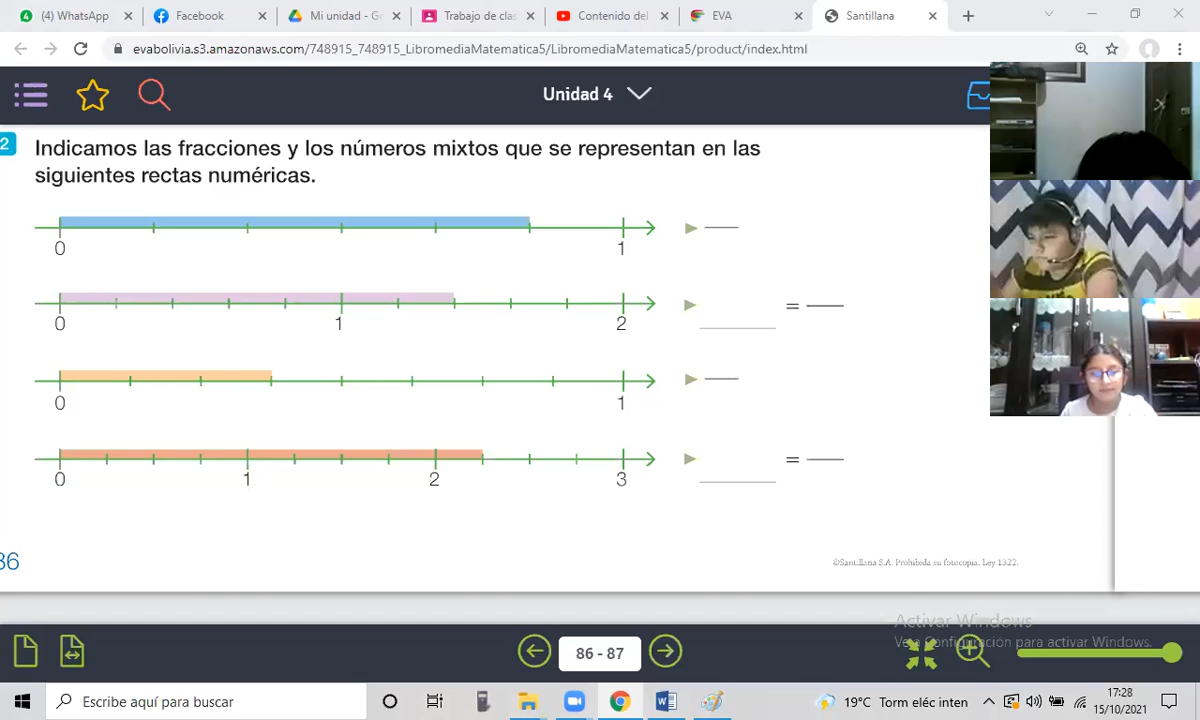 (4) WhatsApp
Facebook
Mi unidad - Go
Trabajo de clas
Contenido del
EVA
Santillana
evabolivia.s3.amazonaws.com/748915_748915_LibromediaMatematica5/LibromediaMatematica5/product/index.html
Unidad 4
2 Indicamos las fracciones y los números mixtos que se representan en las
siguientes rectas numéricas.
0 1
0 1 2 =
0 1
0 1 2 3 =
86
©Santillana S.A. Prohibida su fotocopia. Ley 1322.
Activar Windows
Ve a Configuración para activar Windows.
86 - 87
Escribe aquí para buscar
19°C Torm eléc inten
17:28
15/10/2021